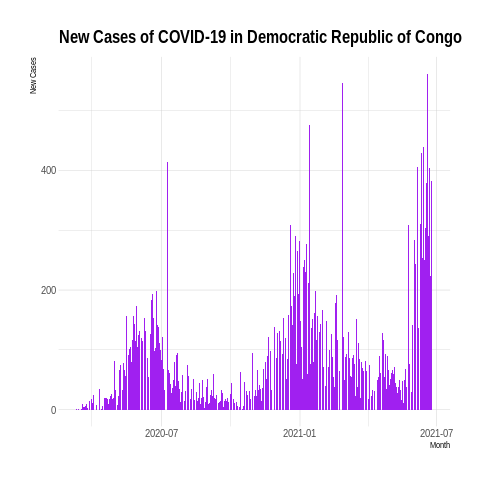 New Cases of COVID-19 in Democratic Republic of Congo
New Cases
400
200
0
2020-07
2021-01
2021-07
Month